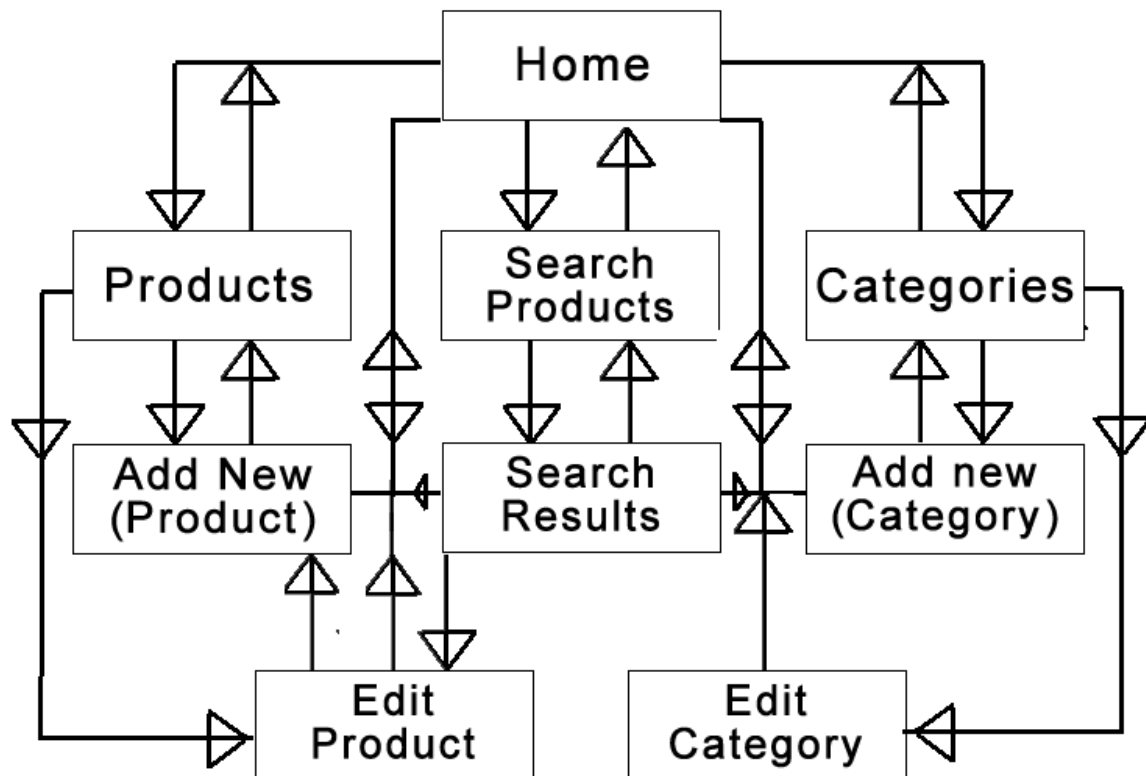 Home
Products
Search
Products
Categories
Add New
(Product)
Search
Results
Add new
(Category)
Edit
Product
Edit
Category